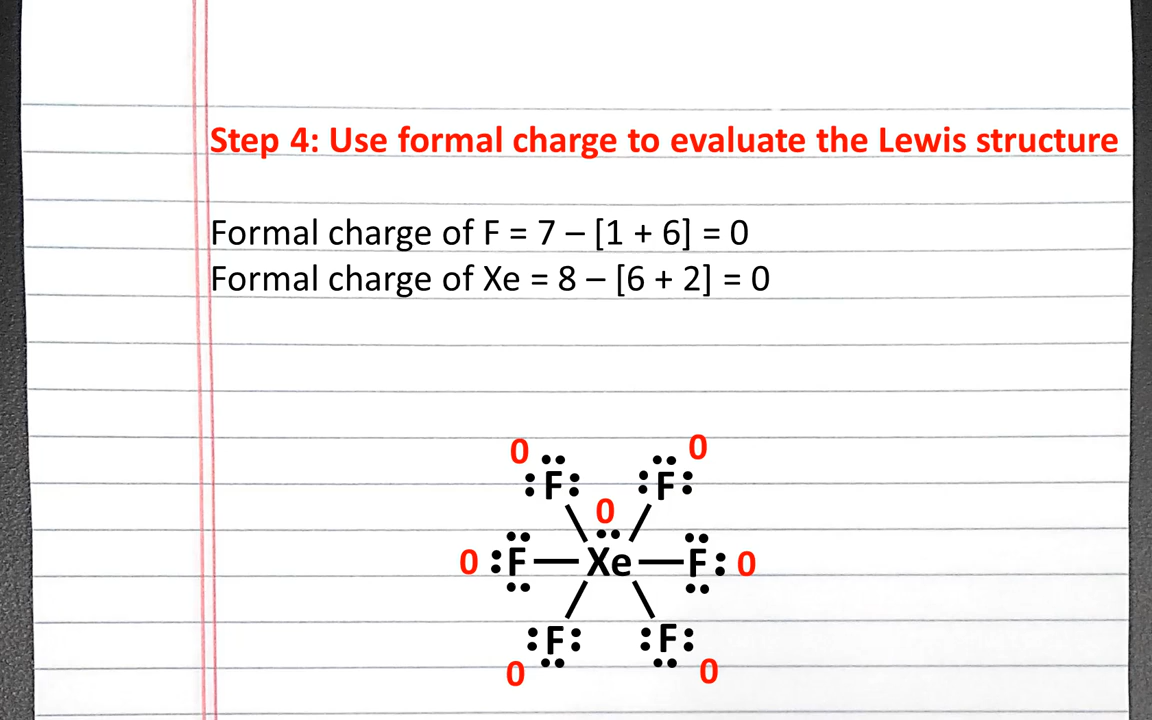 Step 4: Use formal charge to evaluate the Lewis structure
Formal charge of F = 7 – [1 + 6] = 0
Formal charge of Xe = 8 – [6 + 2] = 0
0 0
F F
0
0 F Xe F 0
F F
0 0